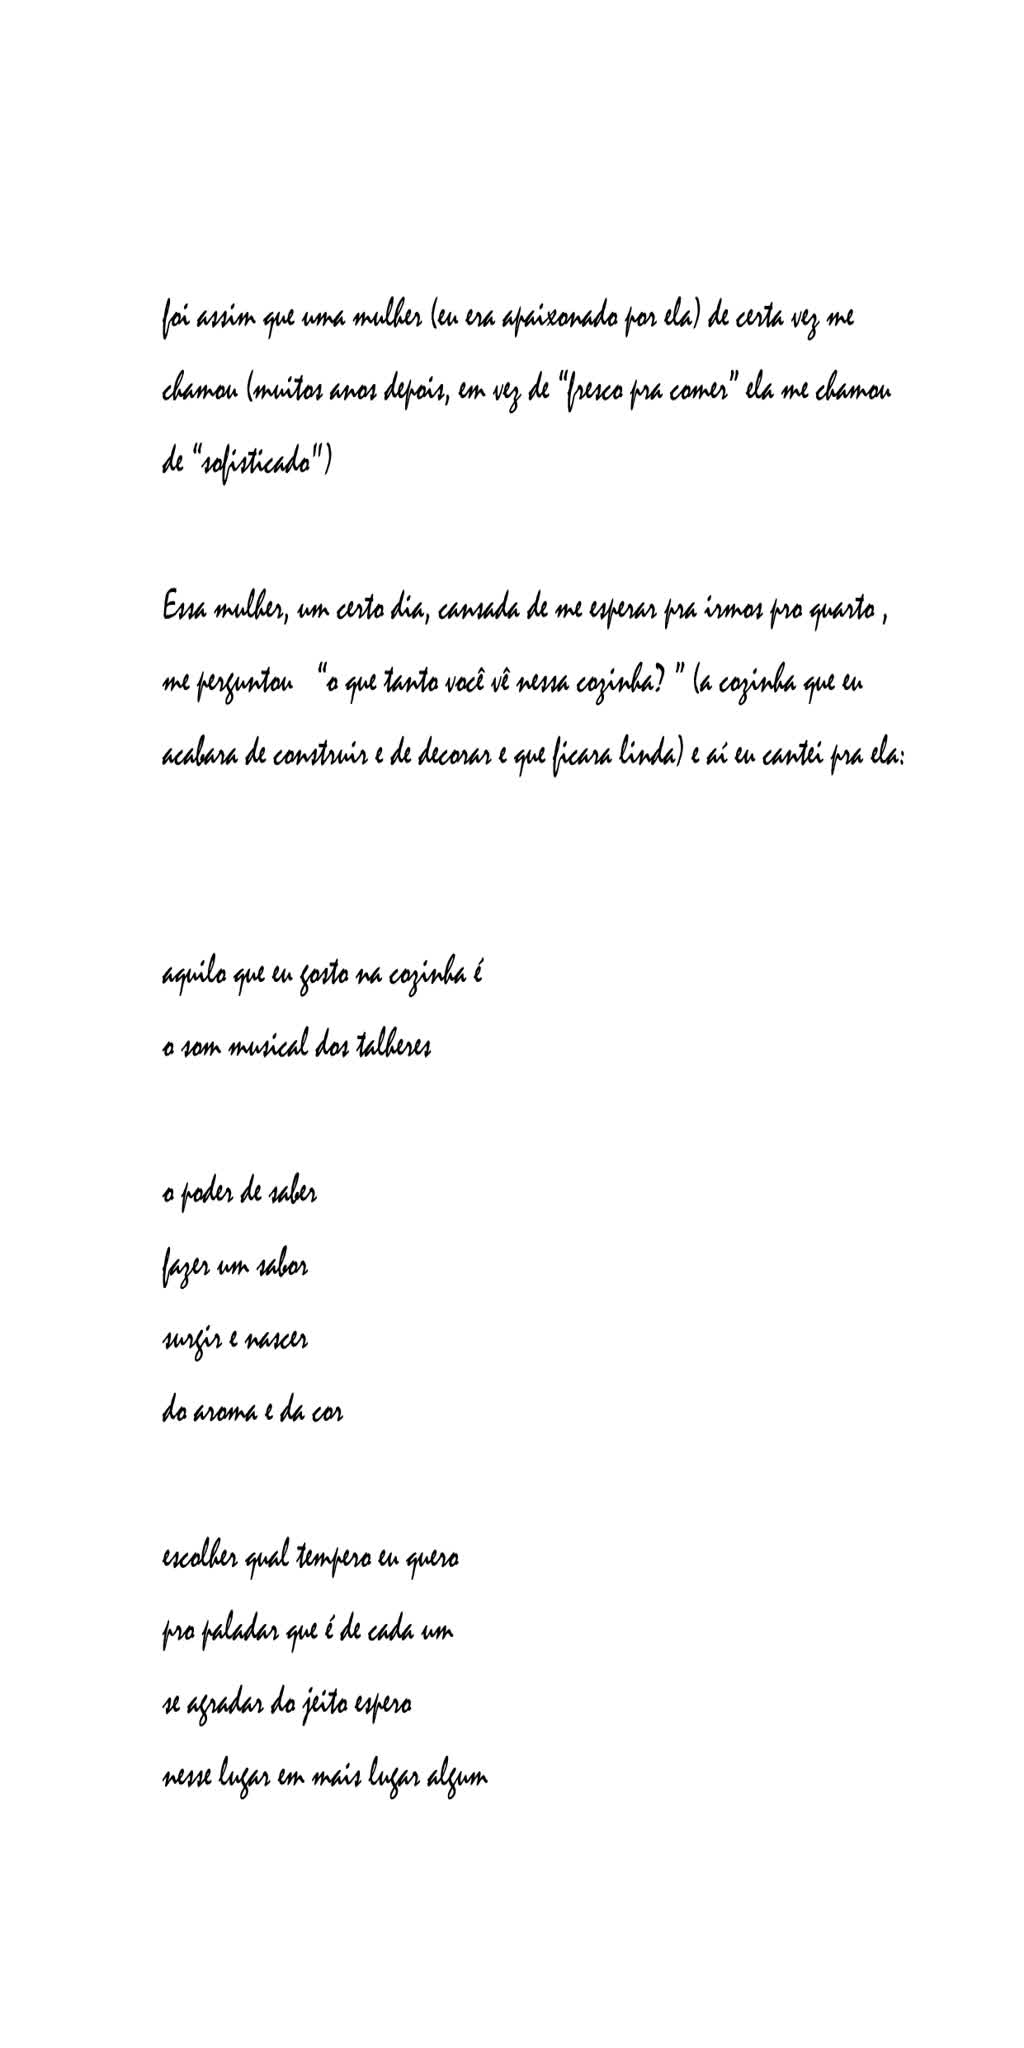 foi assim que uma mulher (eu era apaixonado por ela) de certa vez me
chamou (muitos anos depois, em vez de “fresco pra comer” ela me chamou
de “sofisticado")
Essa mulher, um certo dia, cansada de me esperar pra irmos pro quarto ,
me perguntou “o que tanto você vê nessa cozinha? ” (a cozinha que eu
acabara de construir e de decorar e que ficara linda) e aí eu cantei pra ela:
aquilo que eu gosto na cozinha é
o som musical dos talheres
o poder de saber
fazer um sabor
surgir e nascer
do aroma e da cor
escolher qual tempero eu quero
pro paladar que é de cada um
se agradar do jeito espero
nesse lugar em mais lugar algum